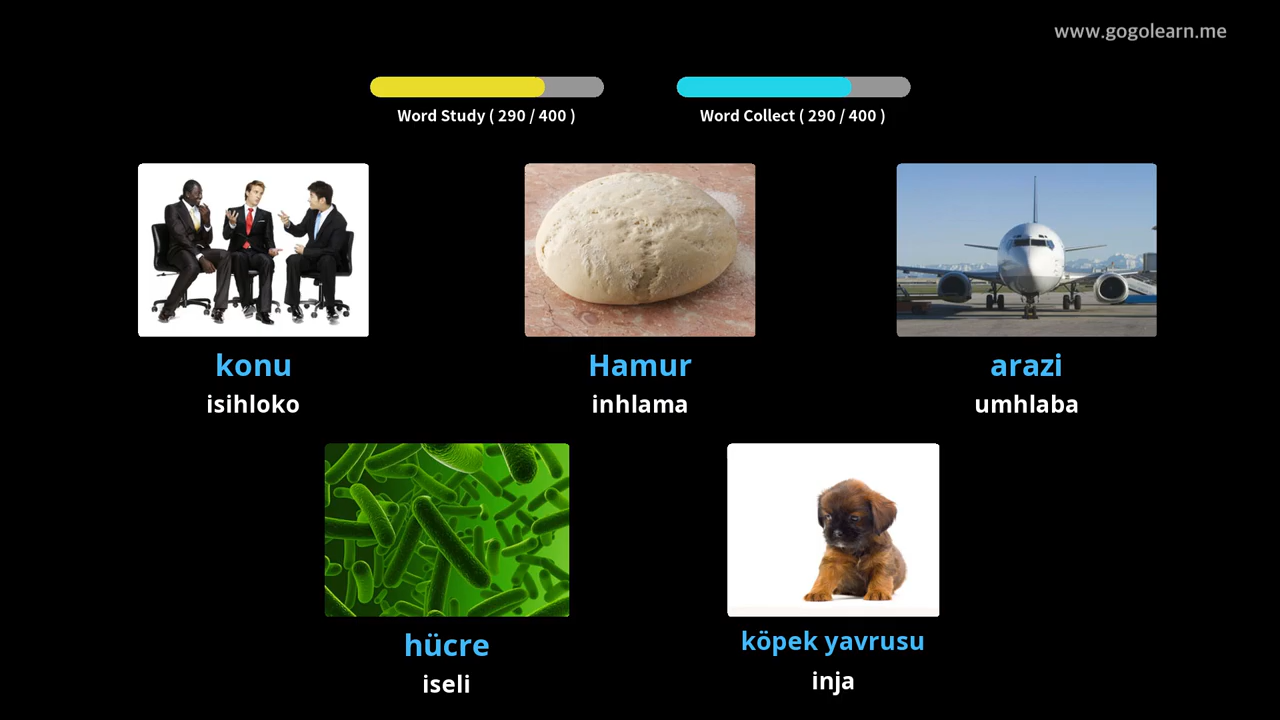 www.gogolearn.me
Word Study ( 290 / 400 )
Word Collect ( 290 / 400 )
konu
isihloko
Hamur
inhlama
arazi
umhlaba
hücre
iseli
köpek yavrusu
inja